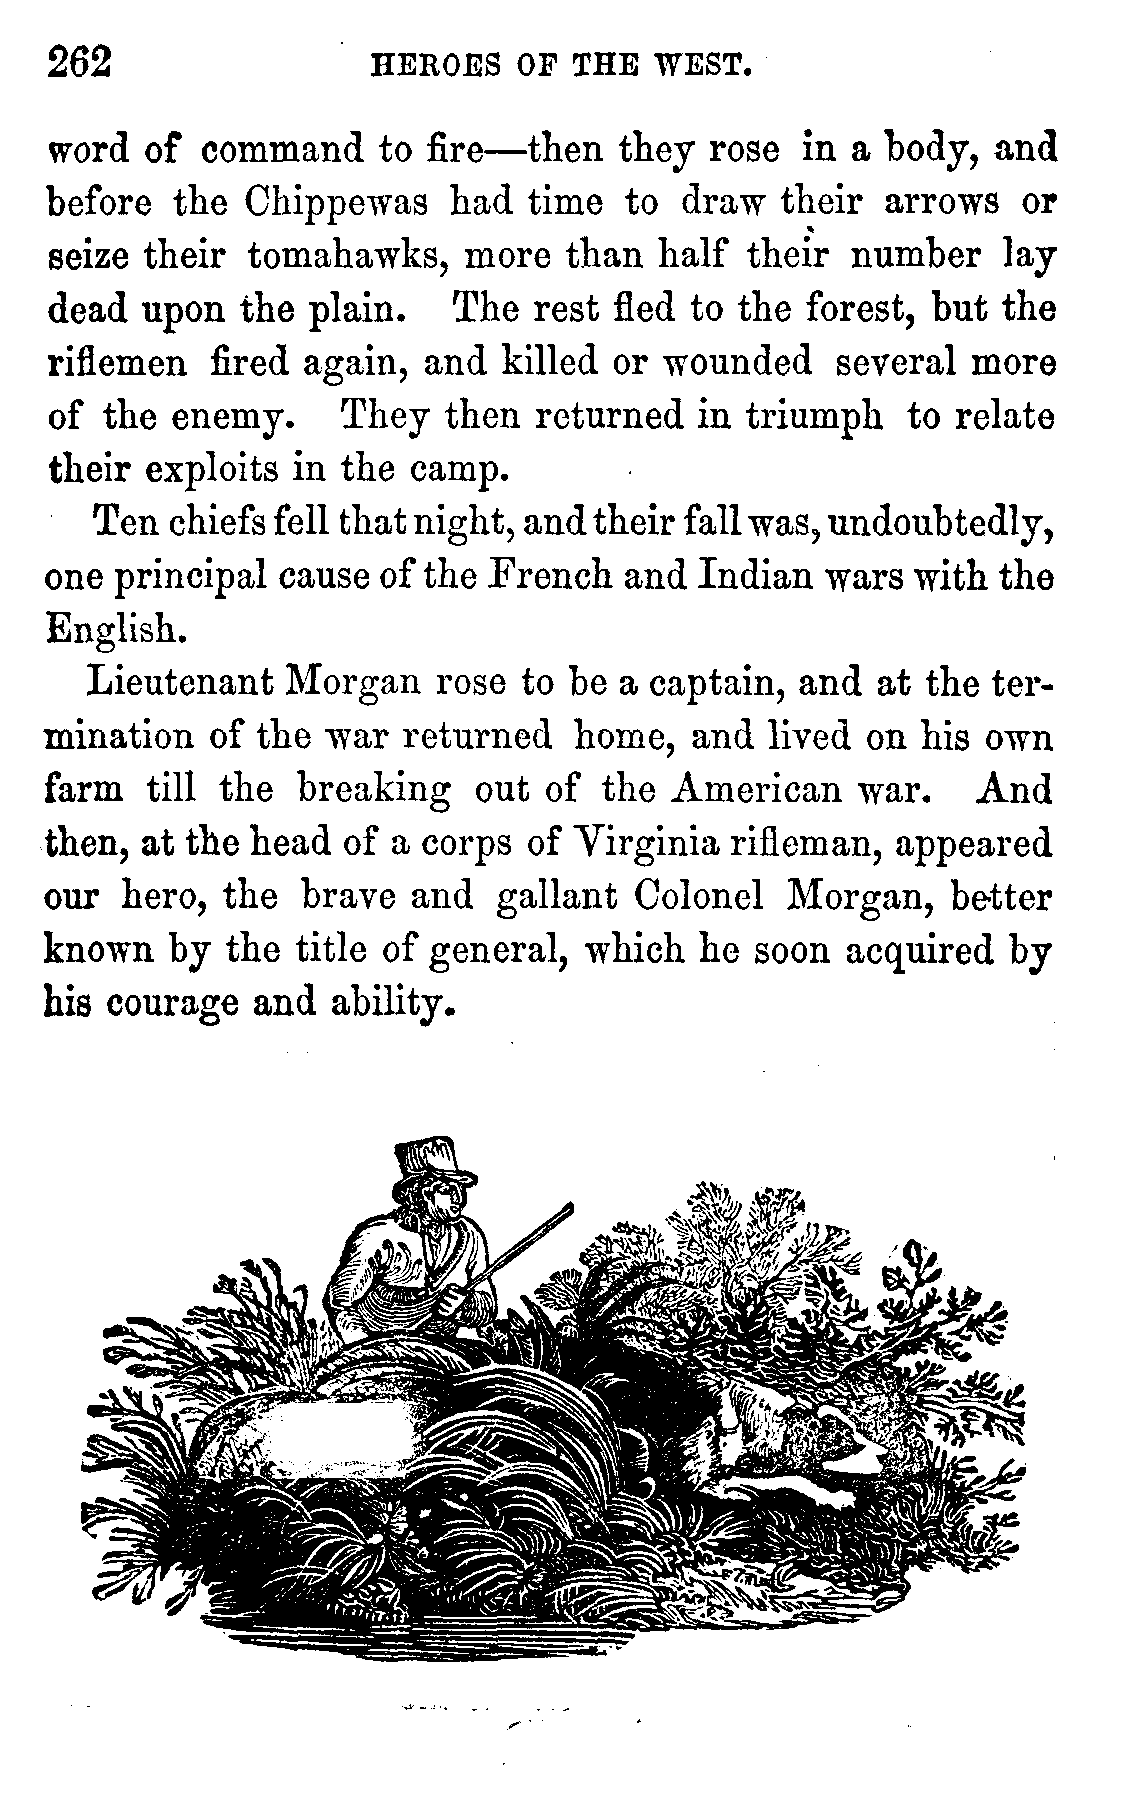 262 HEROES OF THE WEST.
word of command to fire—then they rose in a body, and
before the Chippewas had time to draw their arrows or
seize their tomahawks, more than half their number lay
dead upon the plain. The rest fled to the forest, but the
riflemen fired again, and killed or wounded several more
of the enemy. They then returned in triumph to relate
their exploits in the camp.
Ten chiefs fell that night, and their fall was, undoubtedly,
one principal cause of the French and Indian wars with the
English.
Lieutenant Morgan rose to be a captain, and at the ter-
mination of the war returned home, and lived on his own
farm till the breaking out of the American war. And
then, at the head of a corps of Virginia rifleman, appeared
our hero, the brave and gallant Colonel Morgan, better
known by the title of general, which he soon acquired by
his courage and ability.